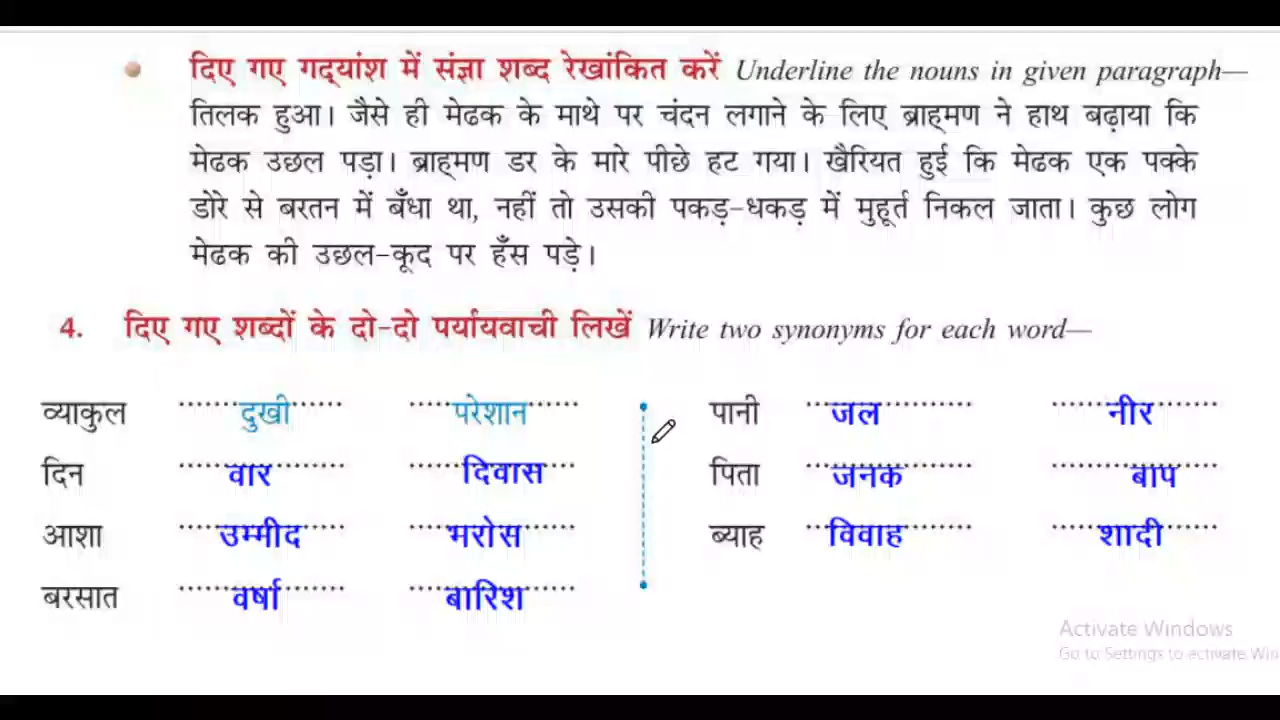 दिए गए गद्यांश में संज्ञा शब्द रेखांकित करें Underline the nouns in given paragraph—
तिलक हुआ। जैसे ही मेढक के माथे पर चंदन लगाने के लिए ब्राह्मण ने हाथ बढ़ाया कि
मेढक उछल पड़ा। ब्राह्मण डर के मारे पीछे हट गया। खैरियत हुई कि मेढक एक पक्के
डोरे से बरतन में बँधा था, नहीं तो उसकी पकड़-धकड़ में मुहूर्त निकल जाता। कुछ लोग
मेढक की उछल-कूद पर हँस पड़े।
4. दिए गए शब्दों के दो-दो पर्यायवाची लिखें Write two synonyms for each word—
व्याकुल दुखी परेशान पानी जल नीर
दिन वार दिवास पिता जनक बाप
आशा उम्मीद भरोस ब्याह विवाह शादी
बरसात वर्षा बारिश
Activate Windows
Go to Settings to activate Win